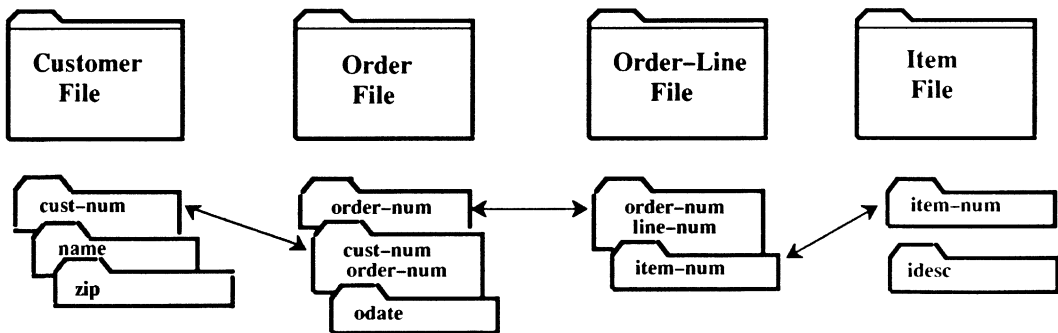 Customer
File
Order
File
Order-Line
File
Item
File
cust-num
name
zip
order-num
cust-num
order-num
odate
order-num
line-num
item-num
item-num
idesc